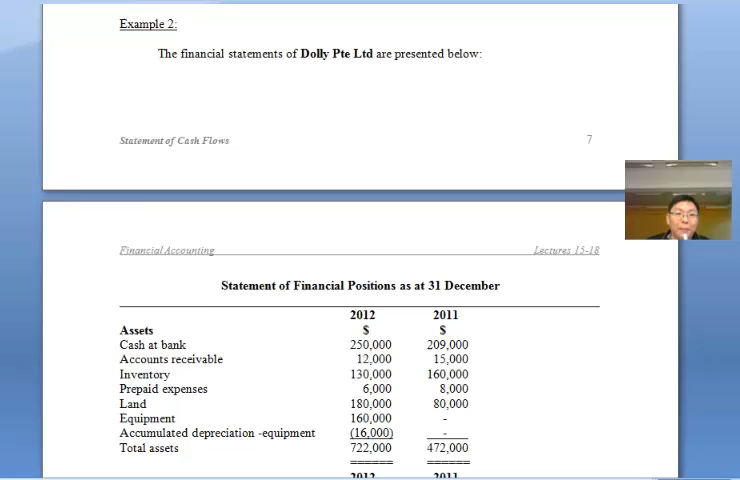 Example 2:
The financial statements of Dolly Pte Ltd are presented below:
Statement of Cash Flows 7
Financial Accounting Lectures 15-18
Statement of Financial Positions as at 31 December
2012 2011
Assets $ $
Cash at bank 250,000 209,000
Accounts receivable 12,000 15,000
Inventory 130,000 160,000
Prepaid expenses 6,000 8,000
Land 180,000 80,000
Equipment 160,000 -
Accumulated depreciation -equipment (16,000) -
Total assets 722,000 472,000
====== ======
2012 2011